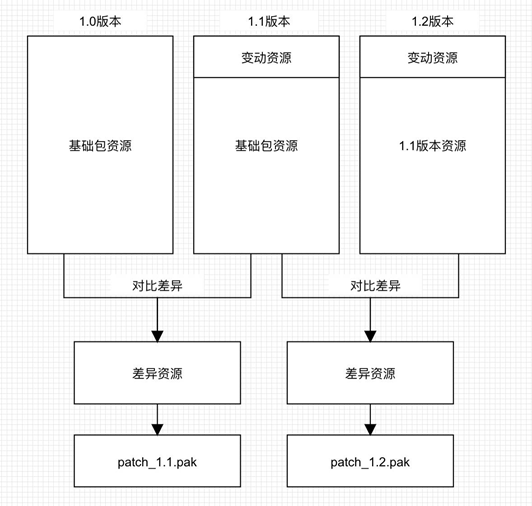 1.0版本
1.1版本
1.2版本
变动资源
变动资源
基础包资源
基础包资源
1.1版本资源
对比差异
对比差异
差异资源
差异资源
patch_1.1.pak
patch_1.2.pak